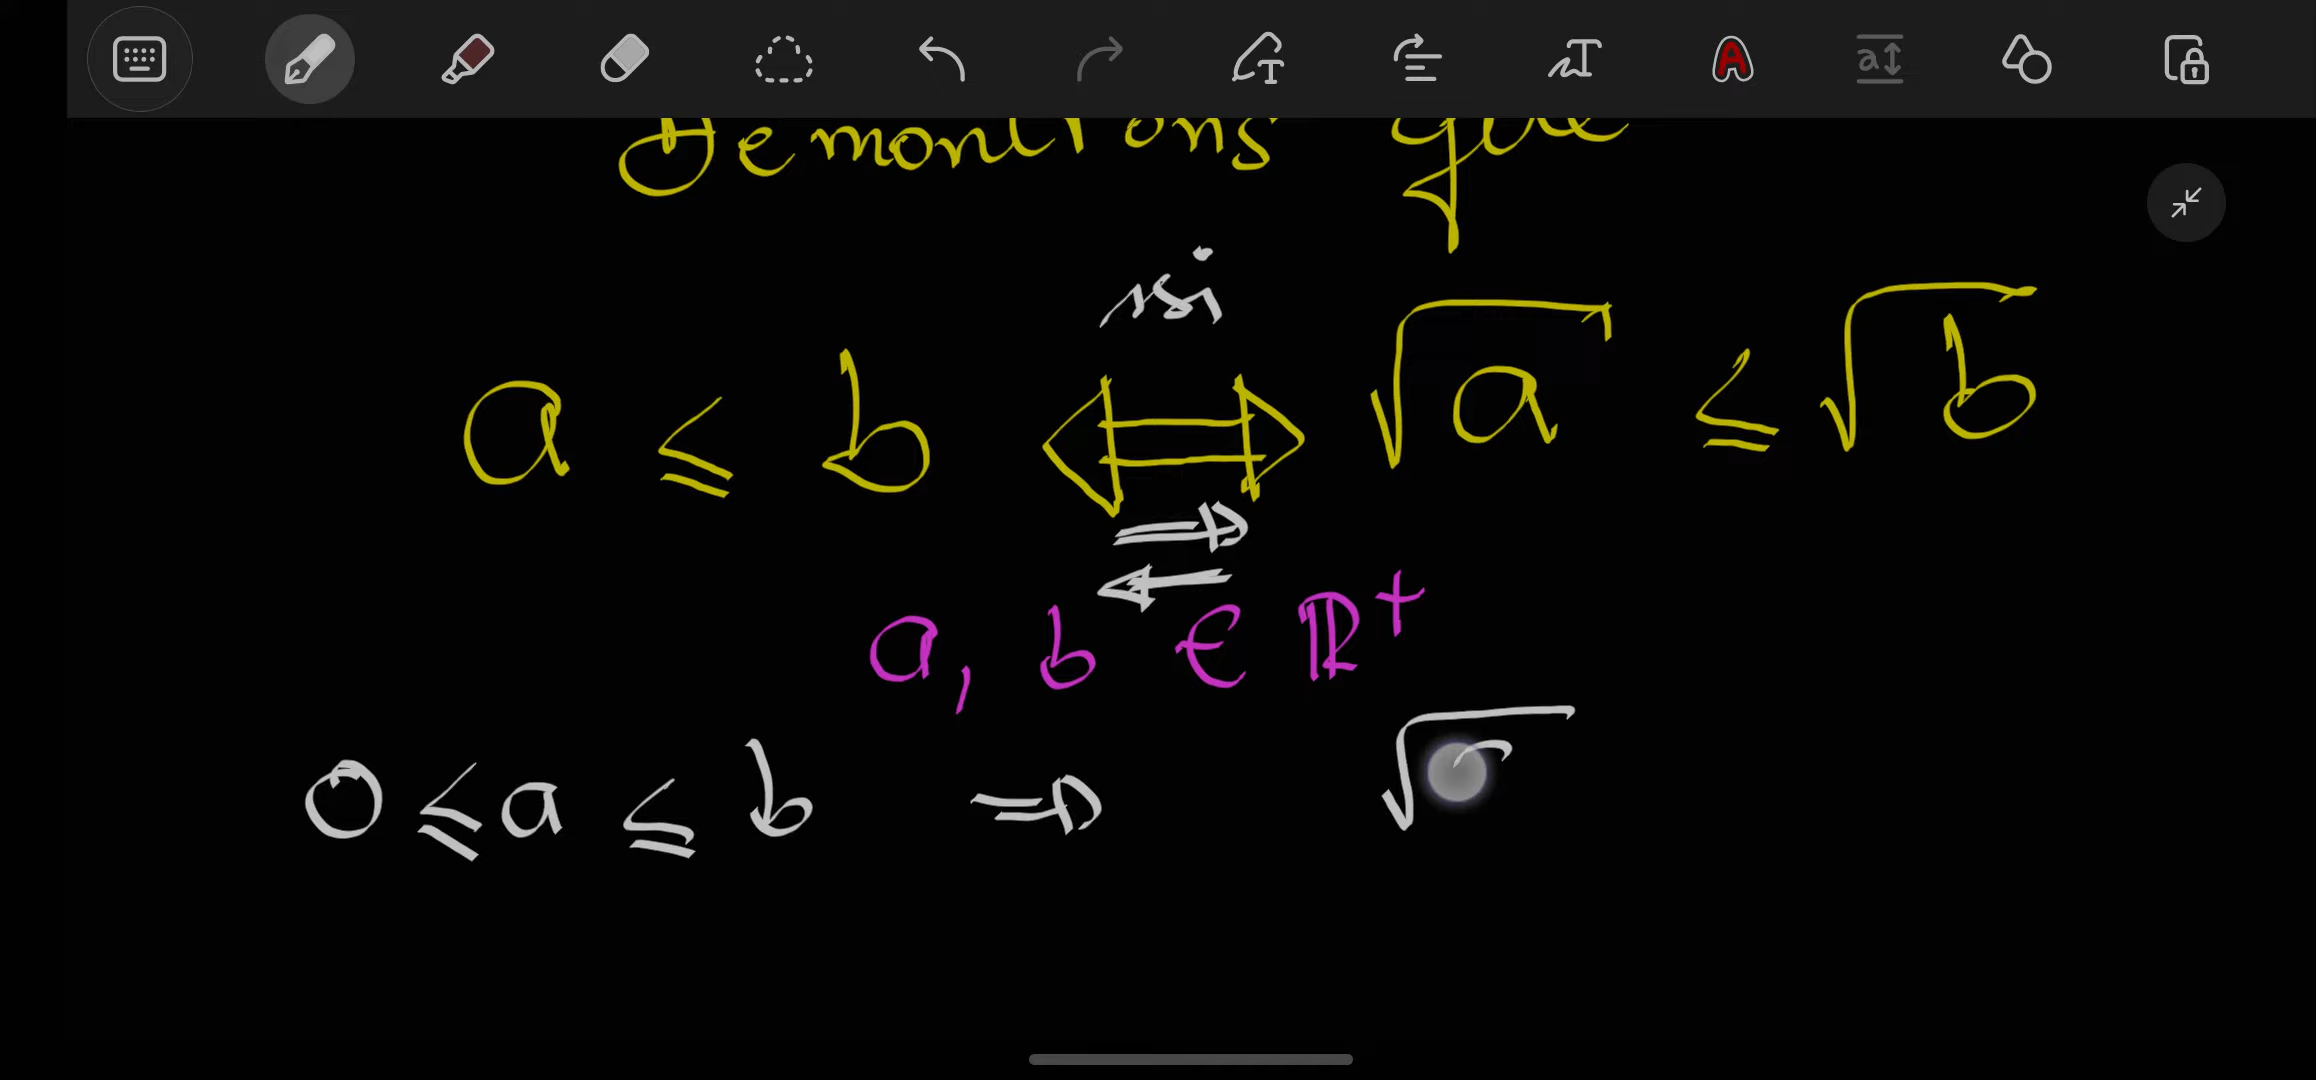 Démontrons que
ssi
a ≤ b ⟺ √a ≤ √b
⇒
⇐
a, b ∈ ℝ⁺
0 ≤ a ≤ b ⇒ √